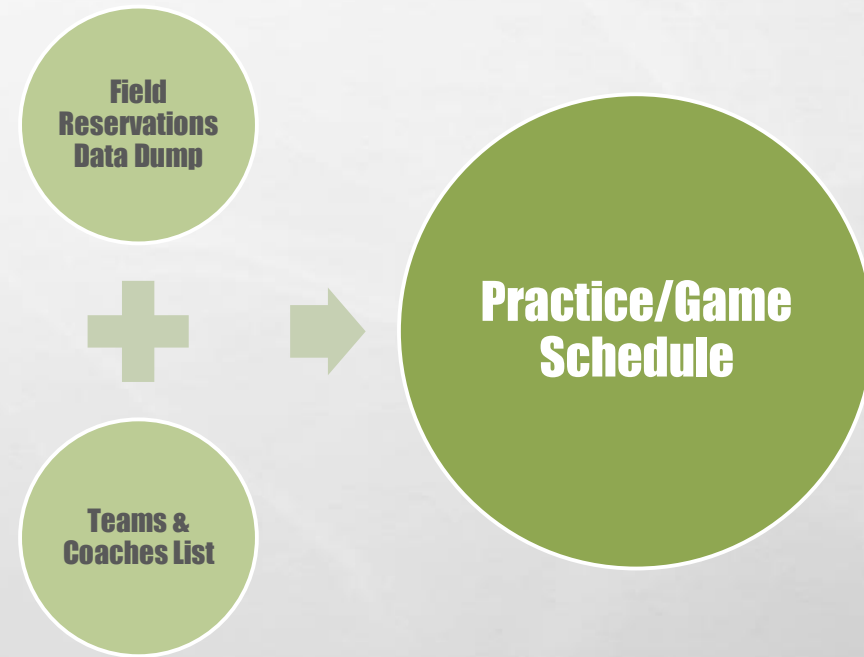 Field
Reservations
Data Dump
Teams &
Coaches List
Practice/Game
Schedule